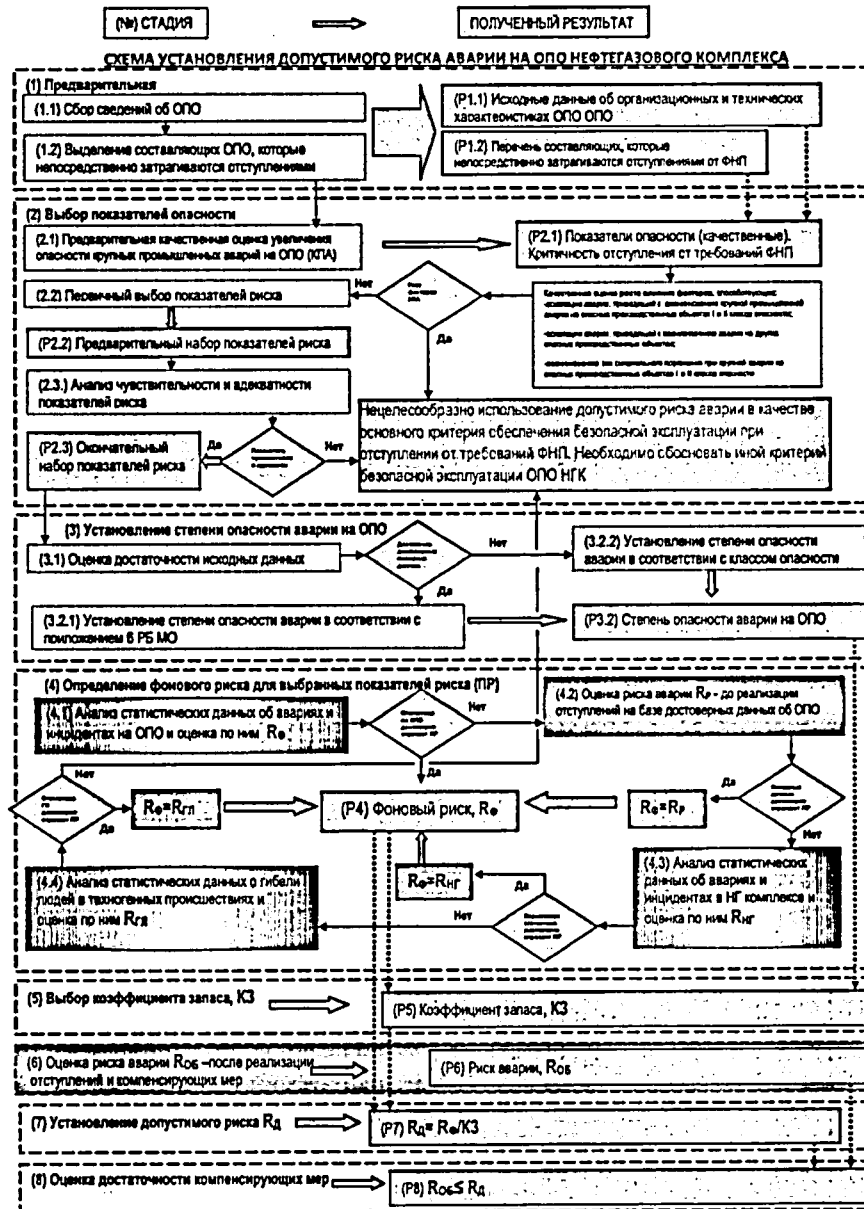 (№) СТАДИЯ
ПОЛУЧЕННЫЙ РЕЗУЛЬТАТ
СХЕМА УСТАНОВЛЕНИЯ ДОПУСТИМОГО РИСКА АВАРИИ НА ОПО НЕФТЕГАЗОВОГО КОМПЛЕКСА
(1) Предварительная
(1.1) Сбор сведений об ОПО
(P1.1) Исходные данные об организационных и технических
характеристиках ОПО ОПО
(1.2) Выделение составляющих ОПО, которые
непосредственно затрагиваются отступлениями
(P1.2) Перечень составляющих, которые
непосредственно затрагиваются отступлениями от ФНП
(2) Выбор показателей опасности
(2.1) Предварительная качественная оценка увеличения
опасности крупных промышленных аварий на ОПО (КПА)
(P2.1) Показатели опасности (качественные).
Критичность отступления от требований ФНП
(2.2) Первичный выбор показателей риска
Нет
Да
(P2.2) Предварительный набор показателей риска
(2.3.) Анализ чувствительности и адекватности
показателей риска
Нецелесообразно использование допустимого риска аварии в качестве
основного критерия обеспечения безопасной эксплуатации при
отступлении от требований ФНП. Необходимо обосновать иной критерий
безопасной эксплуатации ОПО НГК
(P2.3) Окончательный
набор показателей риска
Да
Нет
(3) Установление степени опасности аварии на ОПО
(3.1) Оценка достаточности исходных данных
Нет
Да
(3.2.2) Установление степени опасности
аварии в соответствии с классом опасности
(3.2.1) Установление степени опасности аварии в соответствии с
приложением 6 РБ МО
(P3.2) Степень опасности аварии на ОПО
(4) Определение фонового риска для выбранных показателей риска (ПР)
(4.1) Анализ статистических данных об авариях и
инцидентах на ОПО и оценка по ним RФ
Нет
Да
(4.2) Оценка риска аварии RР - до реализации
отступлений на базе достоверных данных об ОПО
Нет
Да
RФ=RГЛ
(P4) Фоновый риск, RФ
RФ=RР
Да
Нет
(4.4) Анализ статистических данных о гибели
людей в техногенных происшествиях и
оценка по ним RГЛ
RФ=RНГ
Да
Нет
(4.3) Анализ статистических
данных об авариях и
инцидентах в НГ комплексе и
оценка по ним RНГ
(5) Выбор коэффициента запаса, КЗ
(P5) Коэффициент запаса, КЗ
(6) Оценка риска аварии RОБ –после реализации
отступлений и компенсирующих мер
(P6) Риск аварии, RОБ
(7) Установление допустимого риска RД
(P7) RД=RФ/КЗ
(8) Оценка достаточности компенсирующих мер
(P8) RОБ≤ RД